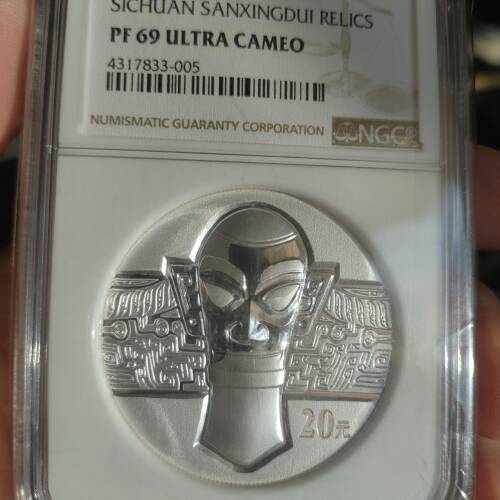 SICHUAN SANXINGDUI RELICS
PF 69 ULTRA CAMEO
4317833-005
NUMISMATIC GUARANTY CORPORATION NGC
20元